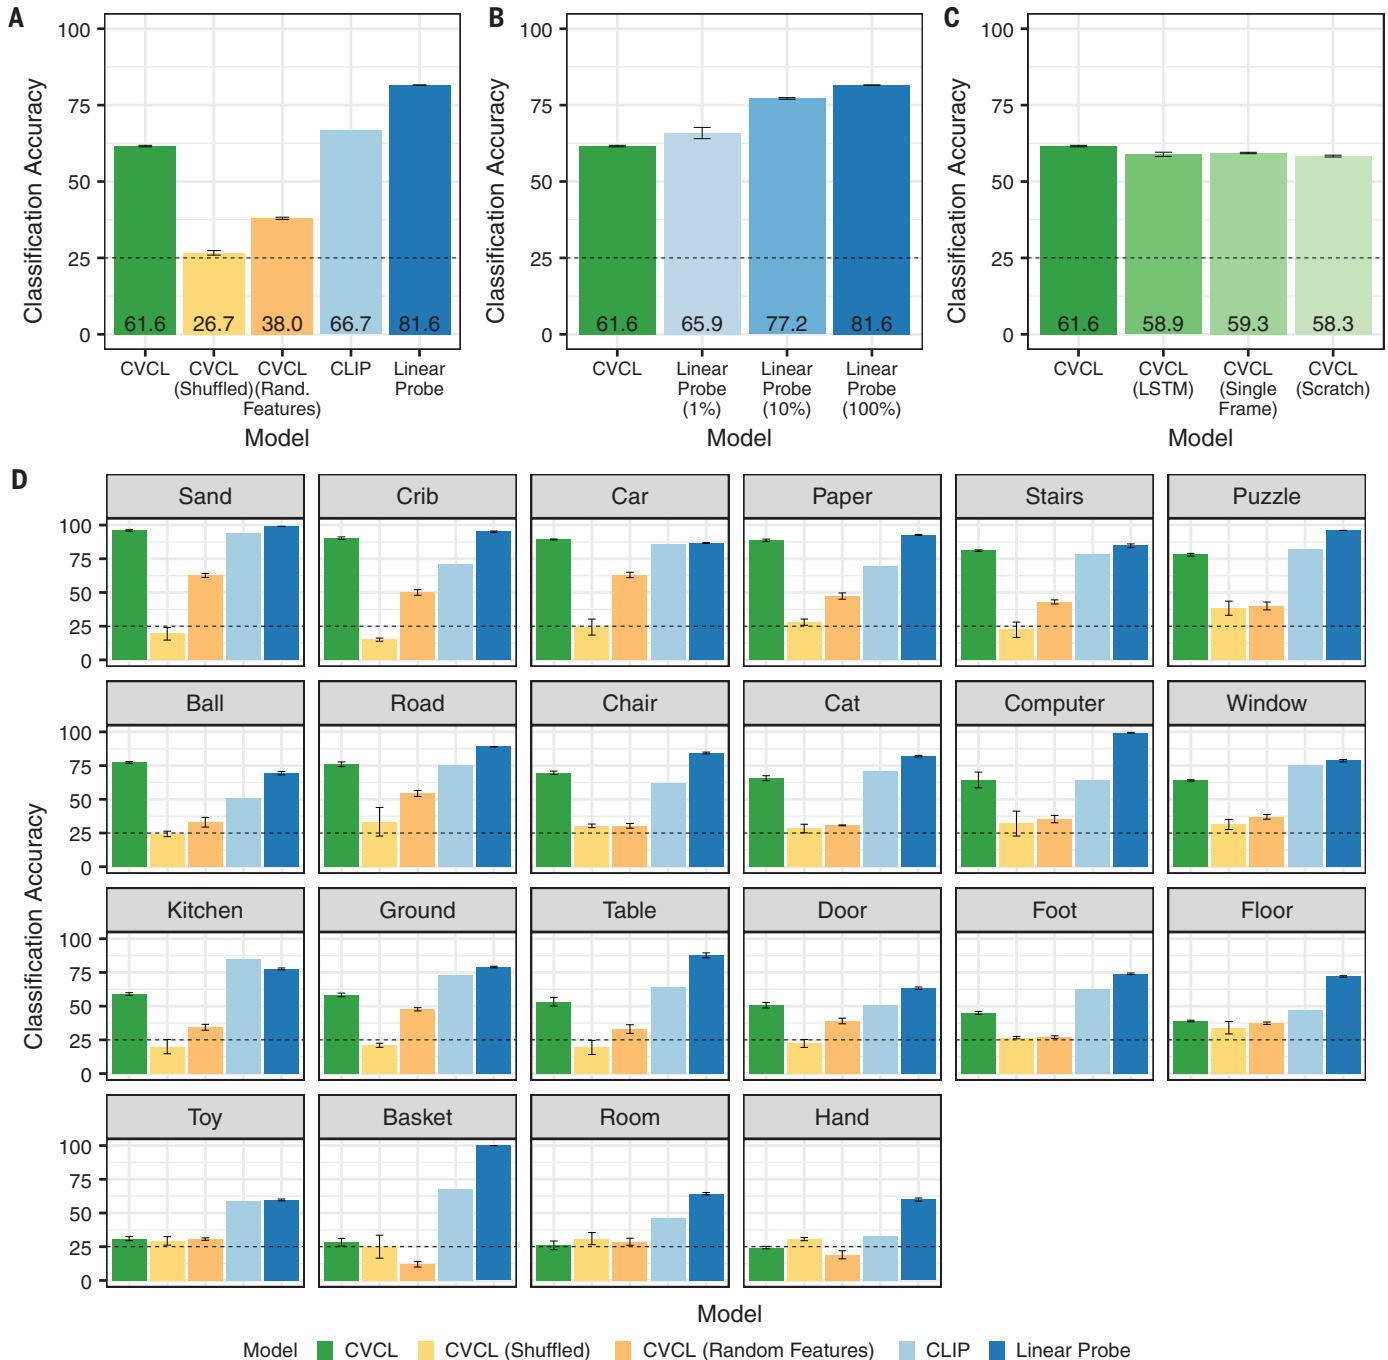 A
Classification Accuracy
100
75
50
25
0
61.6 26.7 38.0 66.7 81.6
CVCL CVCL CVCL CLIP Linear
(Shuffled) (Rand. Probe
Features)
Model
B
Classification Accuracy
100
75
50
25
0
61.6 65.9 77.2 81.6
CVCL Linear Linear Linear
Probe Probe Probe
(1%) (10%) (100%)
Model
C
Classification Accuracy
100
75
50
25
0
61.6 58.9 59.3 58.3
CVCL CVCL CVCL CVCL
(LSTM) (Single (Scratch)
Frame)
Model
D
Classification Accuracy
Sand Crib Car Paper Stairs Puzzle
100
75
50
25
0
Ball Road Chair Cat Computer Window
100
75
50
25
0
Kitchen Ground Table Door Foot Floor
100
75
50
25
0
Toy Basket Room Hand
100
75
50
25
0
Model
Model CVCL CVCL (Shuffled) CVCL (Random Features) CLIP Linear Probe